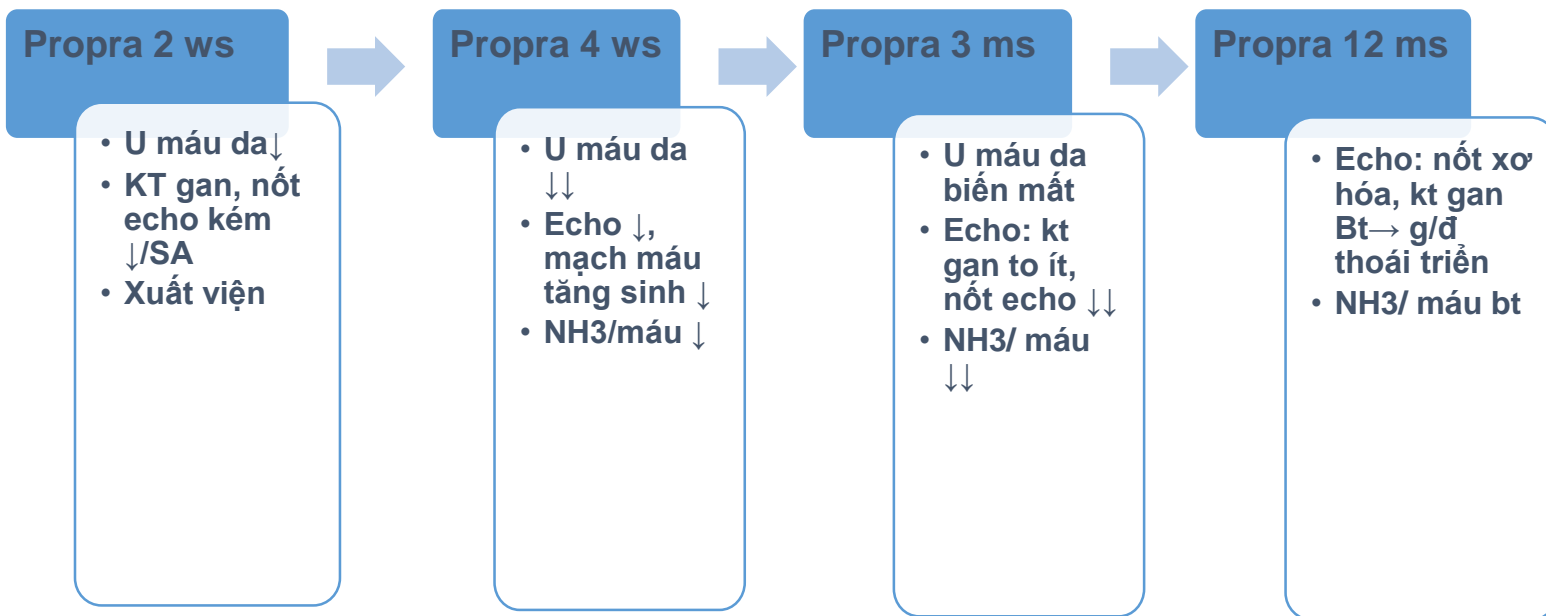 Propra 2 ws
• U máu da↓
• KT gan, nốt
echo kém
↓/SA
• Xuất viện
Propra 4 ws
• U máu da
↓↓
• Echo ↓,
mạch máu
tăng sinh ↓
• NH3/máu ↓
Propra 3 ms
• U máu da
biến mất
• Echo: kt
gan to ít,
nốt echo ↓↓
• NH3/ máu
↓↓
Propra 12 ms
• Echo: nốt xơ
hóa, kt gan
Bt→ g/đ
thoái triển
• NH3/ máu bt